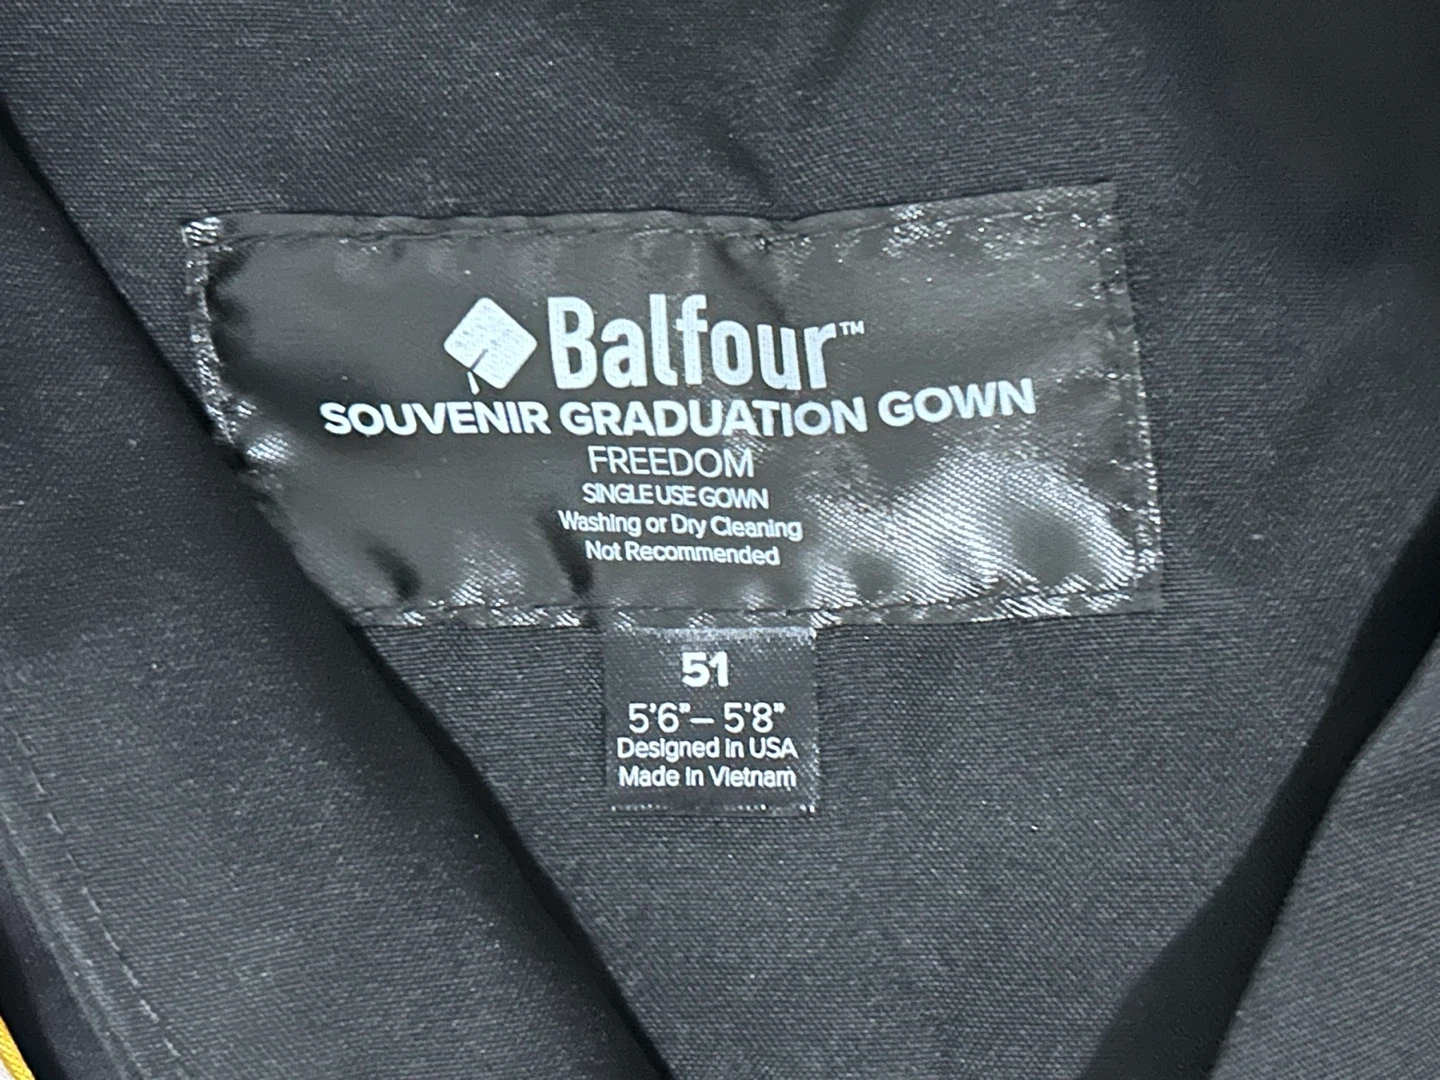 Balfour™
SOUVENIR GRADUATION GOWN
FREEDOM
SINGLE USE GOWN
Washing or Dry Cleaning
Not Recommended
51
5'6"– 5'8"
Designed in USA
Made in Vietnam